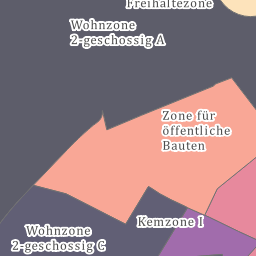 Freihaltezone
Wohnzone
2-geschossig A
Zone für
öffentliche
Bauten
Kernzone I
Wohnzone
2-geschossig C